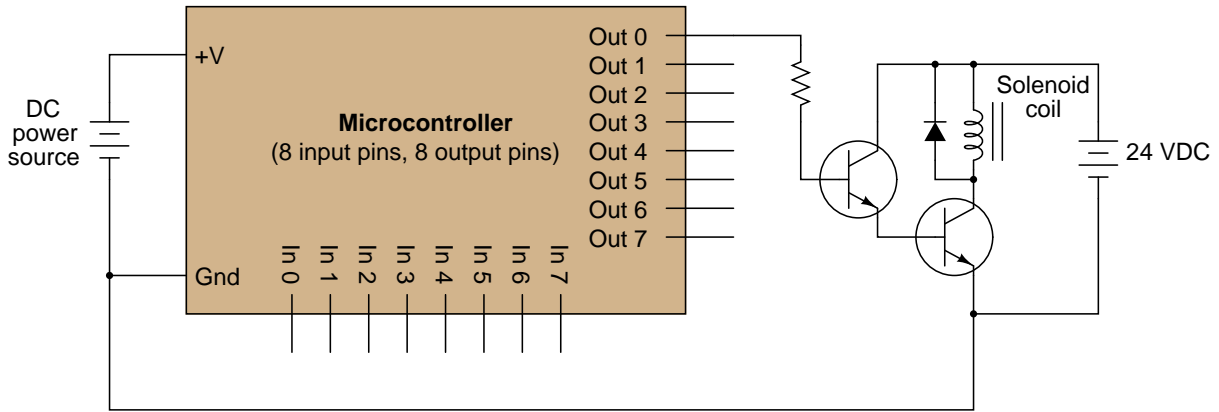 +V
DC
power
source
Microcontroller
(8 input pins, 8 output pins)
Gnd
Out 0
Out 1
Out 2
Out 3
Out 4
Out 5
Out 6
Out 7
In 0
In 1
In 2
In 3
In 4
In 5
In 6
In 7
Solenoid
coil
24 VDC